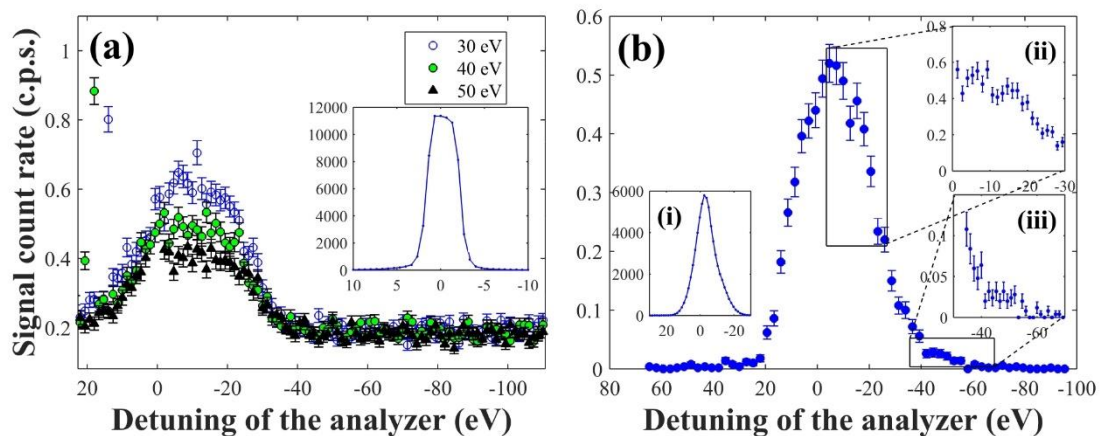 (a)
30 eV
40 eV
50 eV
1
0.8
0.6
0.4
0.2
Signal count rate (c.p.s.)
12000
10000
8000
6000
4000
2000
0
10 5 0 -5 -10
20 0 -20 -40 -60 -80 -100
Detuning of the analyzer (eV)
(b)
0.6
0.5
0.4
0.3
0.2
0.1
0
(i)
6000
4000
2000
0
20 0 -20
(ii)
0.8
0.6
0.4
0.2
0
0 -10 -20 -30
(iii)
0.1
0.05
0
-40 -60
80 60 40 20 0 -20 -40 -60 -80 -100
Detuning of the analyzer (eV)